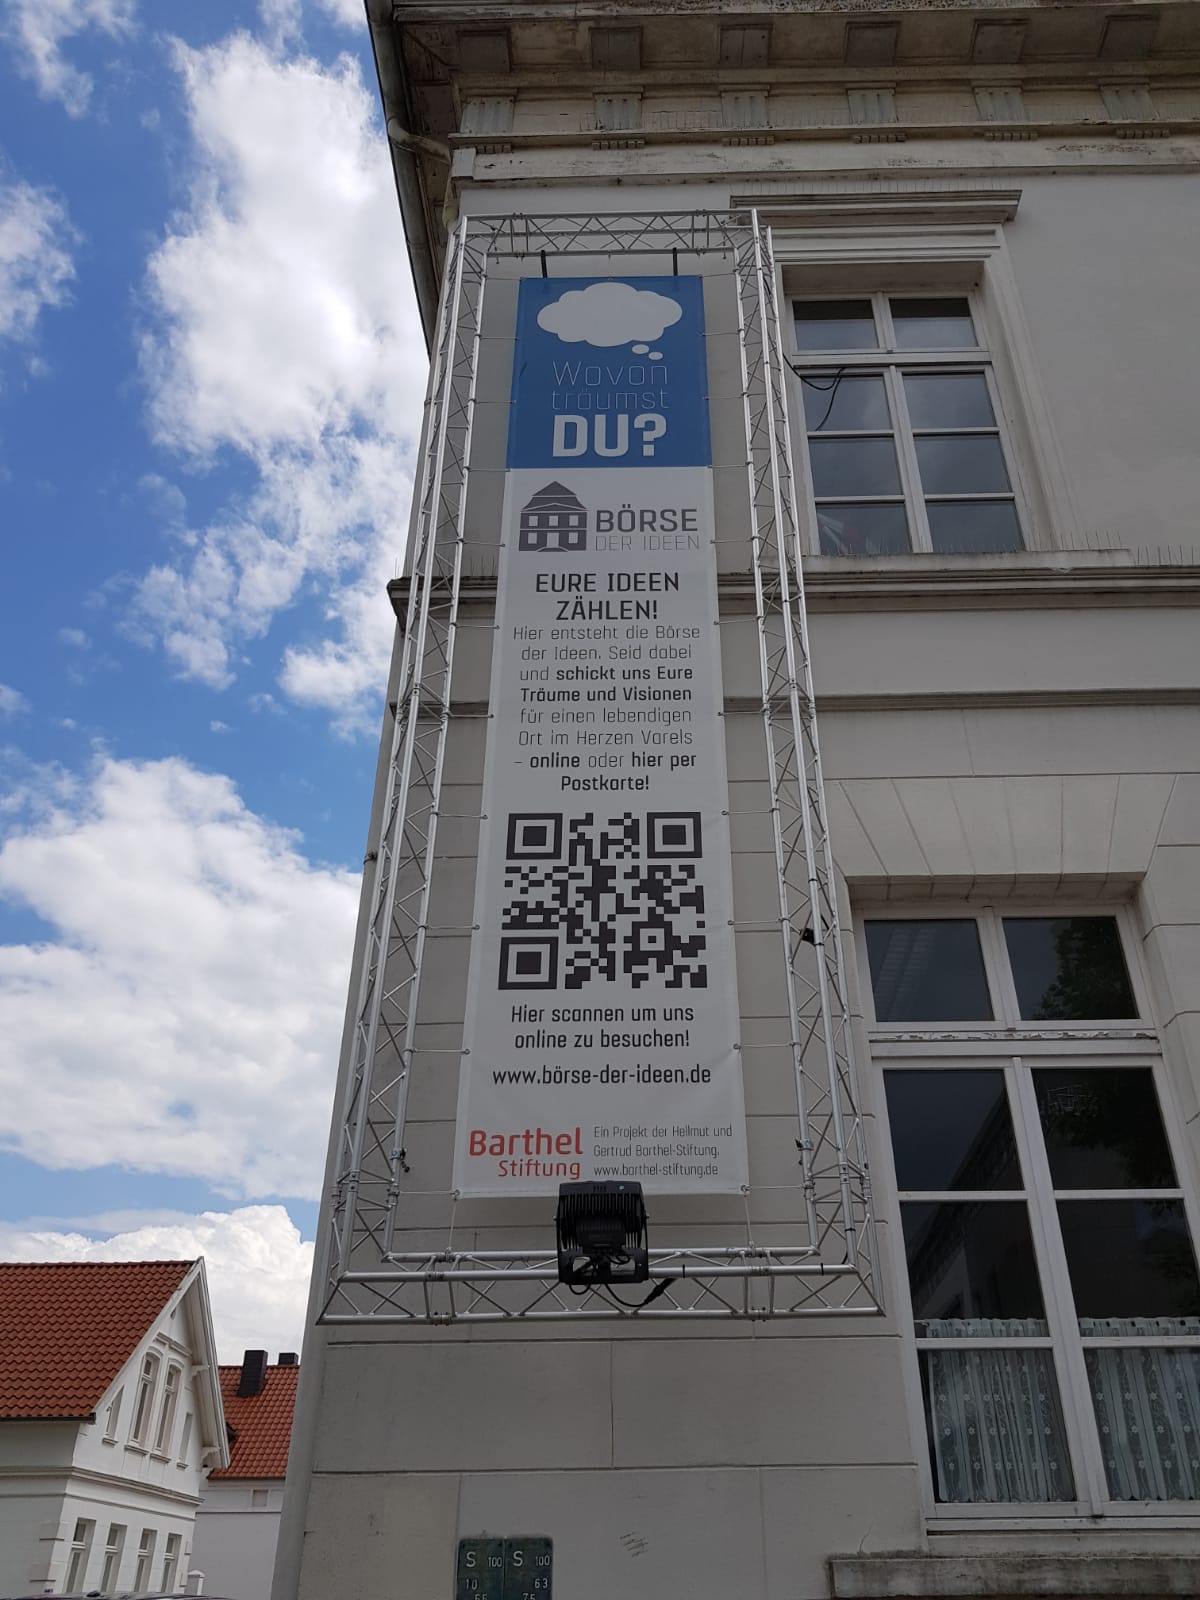 Wovon
träumst
DU?
BÖRSE
DER IDEEN
EURE IDEEN
ZÄHLEN!
Hier entsteht die Börse
der Ideen. Seid dabei
und schickt uns Eure
Träume und Visionen
für einen lebendigen
Ort im Herzen Varels
– online oder hier per
Postkarte!
Hier scannen um uns
online zu besuchen!
www.börse-der-ideen.de
Barthel
Stiftung
Ein Projekt der Hellmut und
Gertrud Barthel-Stiftung.
www.barthel-stiftung.de
S 100 S 100
10 63